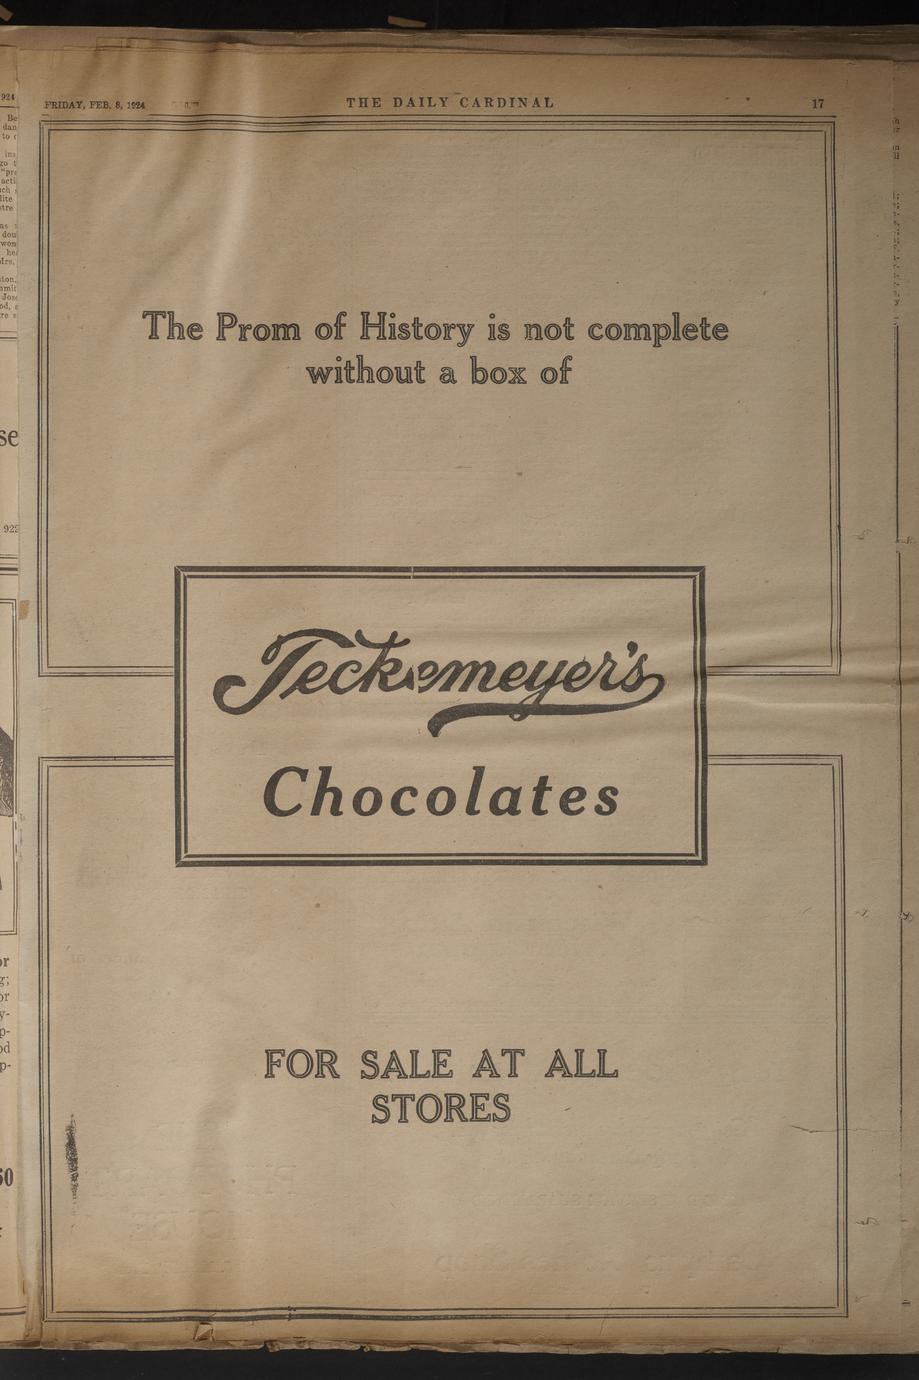 FRIDAY, FEB. 8, 1924
THE DAILY CARDINAL
17
The Prom of History is not complete
without a box of
Teckemeyer's
Chocolates
FOR SALE AT ALL
STORES